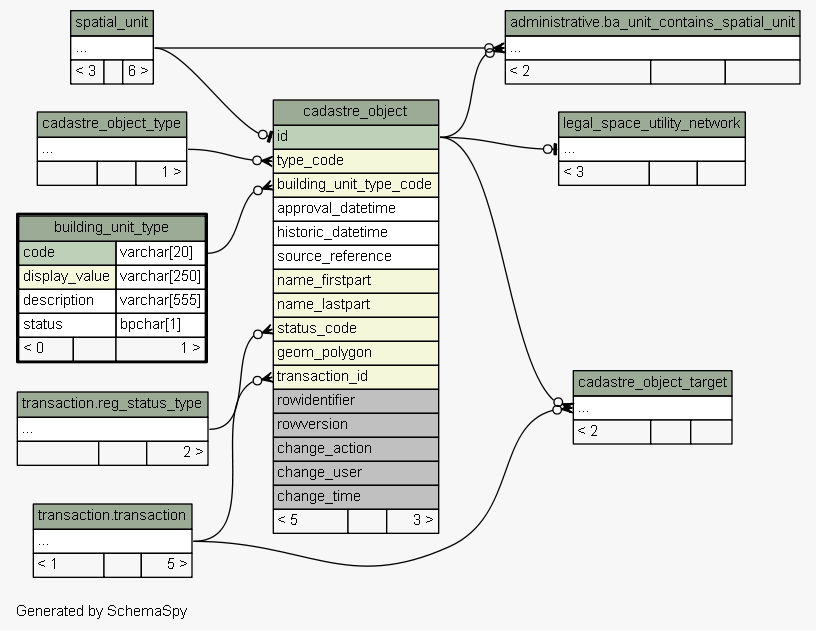 spatial_unit
...
< 3 6 >
administrative.ba_unit_contains_spatial_unit
...
< 2
cadastre_object_type
...
1 >
cadastre_object
id
type_code
building_unit_type_code
approval_datetime
historic_datetime
source_reference
name_firstpart
name_lastpart
status_code
geom_polygon
transaction_id
rowidentifier
rowversion
change_action
change_user
change_time
< 5 3 >
legal_space_utility_network
...
< 3
building_unit_type
code varchar[20]
display_value varchar[250]
description varchar[555]
status bpchar[1]
< 0 1 >
transaction.reg_status_type
...
2 >
cadastre_object_target
...
< 2
transaction.transaction
...
< 1 5 >
Generated by SchemaSpy